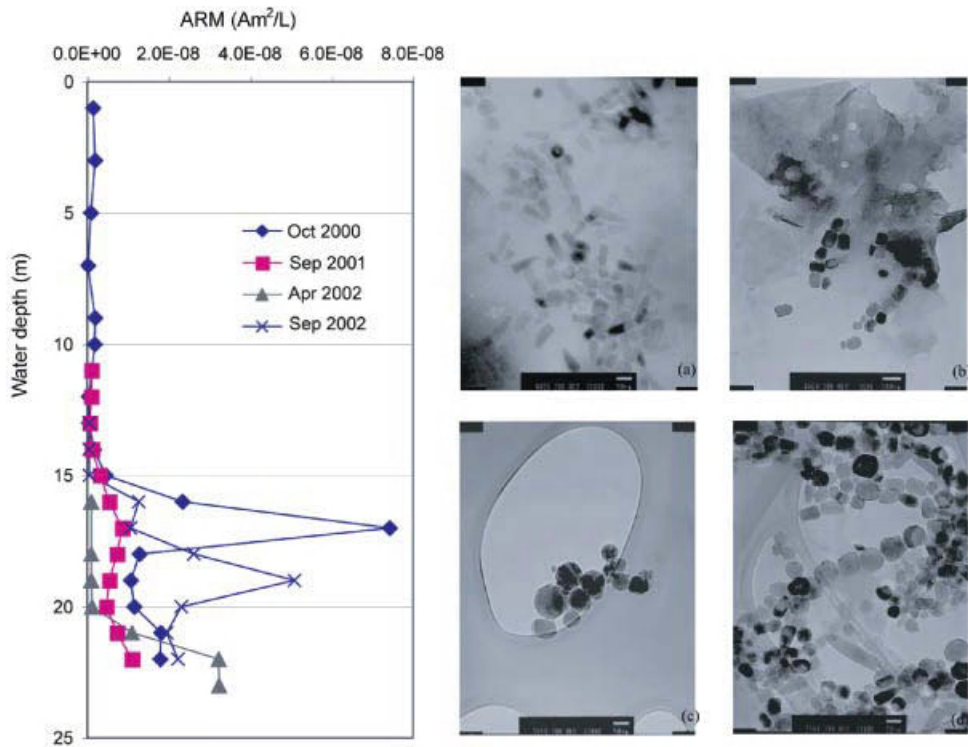 ARM (Am²/L)
0.0E+00 2.0E-08 4.0E-08 6.0E-08 8.0E-08
0
5
10
15
20
25
Water depth (m)
Oct 2000
Sep 2001
Apr 2002
Sep 2002
(a)
(b)
(c)
(d)